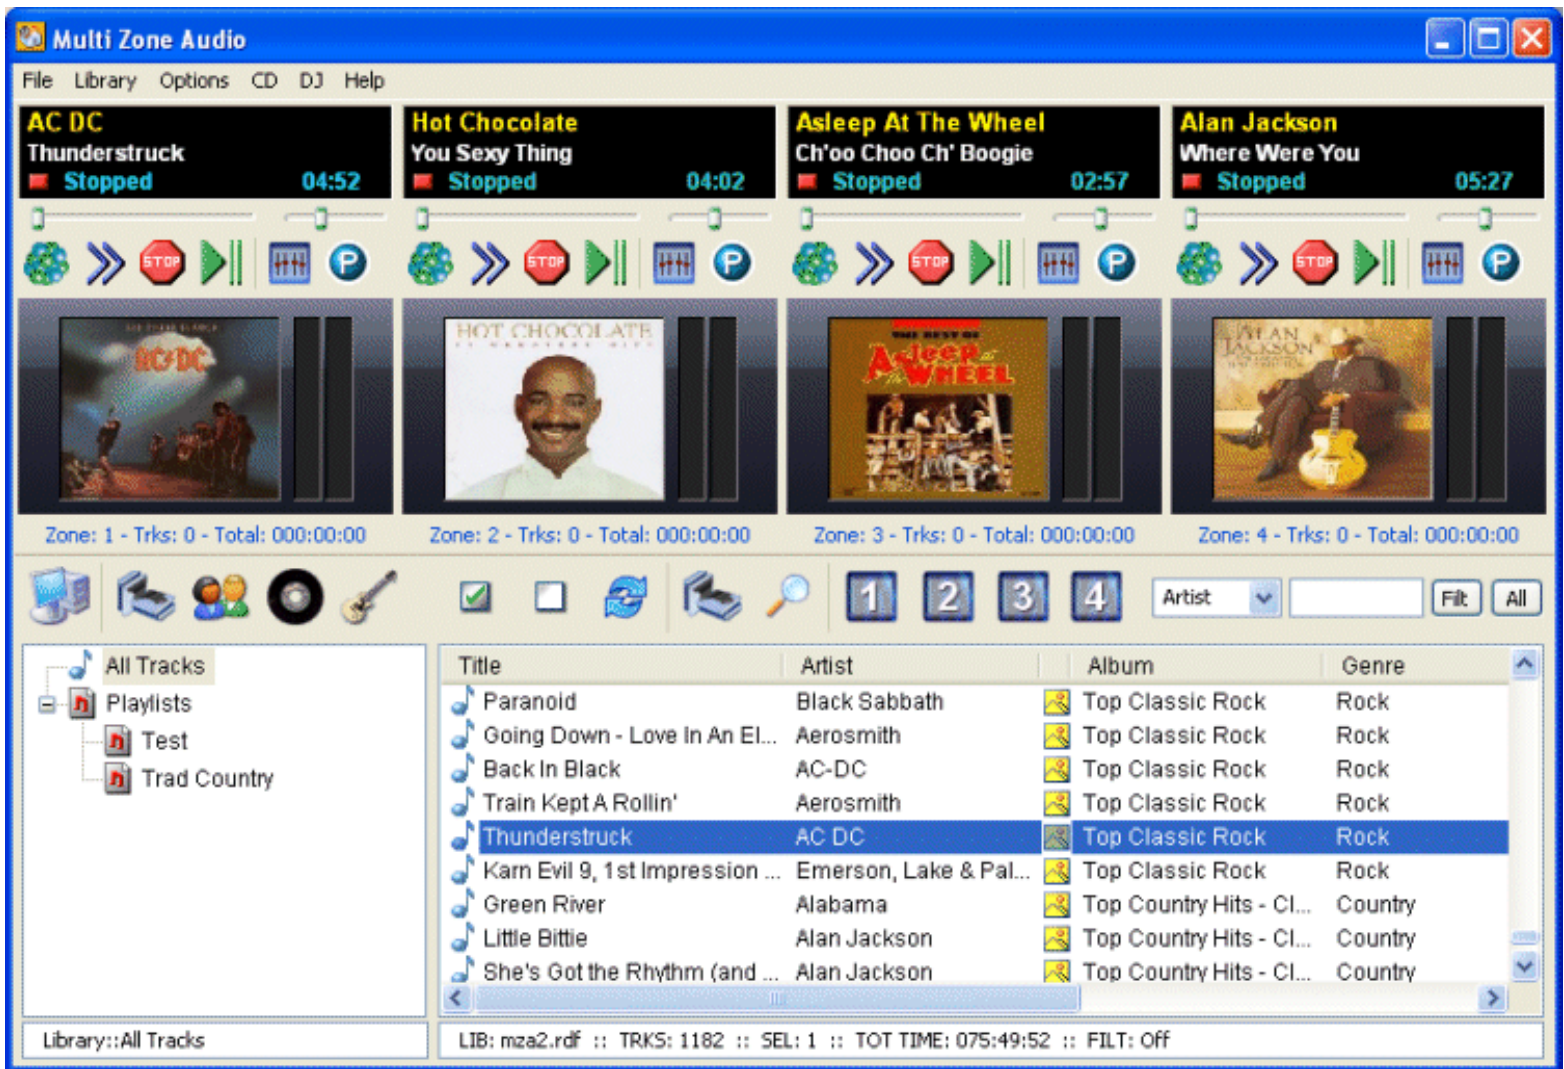 Multi Zone Audio
File Library Options CD DJ Help
AC DC
Thunderstruck
Stopped 04:52
Hot Chocolate
You Sexy Thing
Stopped 04:02
Asleep At The Wheel
Ch'oo Choo Ch' Boogie
Stopped 02:57
Alan Jackson
Where Were You
Stopped 05:27
STOP P
STOP P
STOP P
STOP P
AC/DC
HOT CHOCOLATE
THE BEST OF
Asleep at the WHEEL
ALAN JACKSON
Zone: 1 - Trks: 0 - Total: 000:00:00
Zone: 2 - Trks: 0 - Total: 000:00:00
Zone: 3 - Trks: 0 - Total: 000:00:00
Zone: 4 - Trks: 0 - Total: 000:00:00
1 2 3 4 Artist Filt All
All Tracks
Playlists
Test
Trad Country
Title Artist Album Genre
Paranoid Black Sabbath Top Classic Rock Rock
Going Down - Love In An El... Aerosmith Top Classic Rock Rock
Back In Black AC-DC Top Classic Rock Rock
Train Kept A Rollin' Aerosmith Top Classic Rock Rock
Thunderstruck AC DC Top Classic Rock Rock
Karn Evil 9, 1st Impression ... Emerson, Lake & Pal... Top Classic Rock Rock
Green River Alabama Top Country Hits - Cl... Country
Little Bittie Alan Jackson Top Country Hits - Cl... Country
She's Got the Rhythm (and ... Alan Jackson Top Country Hits - Cl... Country
Library::All Tracks
LIB: mza2.rdf :: TRKS: 1182 :: SEL: 1 :: TOT TIME: 075:49:52 :: FILT: Off